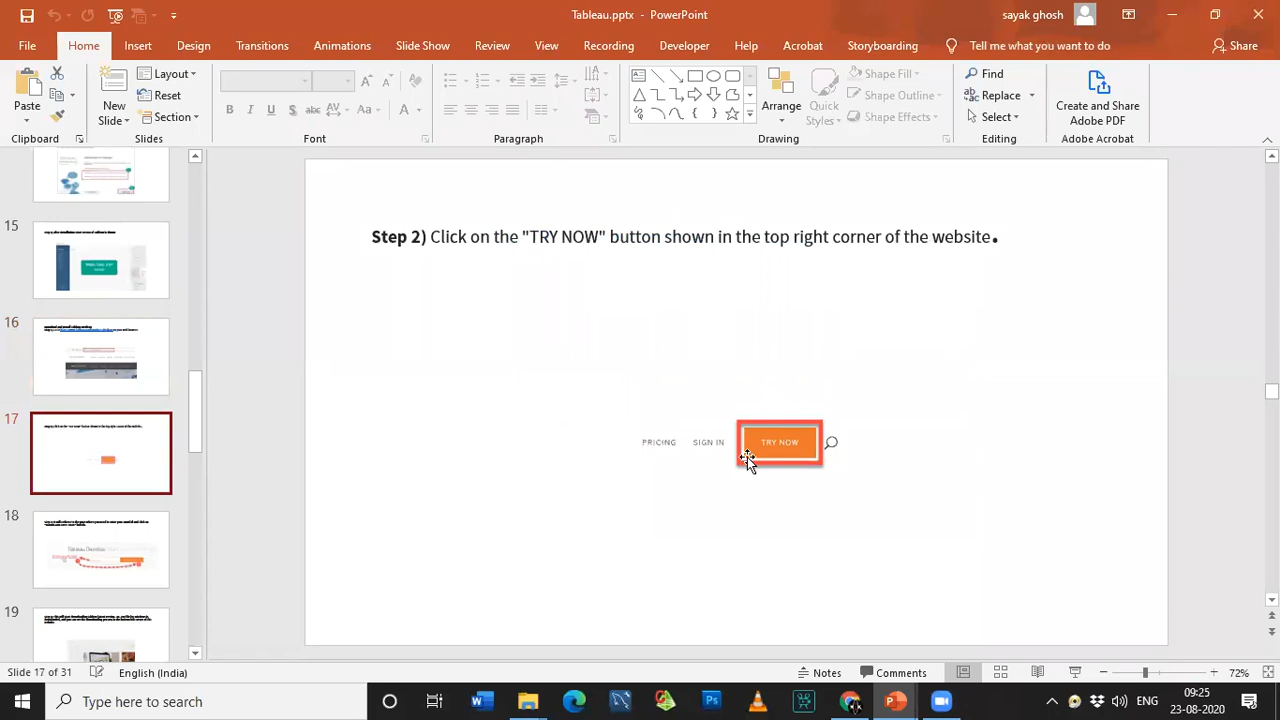 Tableau.pptx - PowerPoint
sayak ghosh
File Home Insert Design Transitions Animations Slide Show Review View Recording Developer Help Acrobat Storyboarding Tell me what you want to do Share
Paste
New
Slide
Layout
Reset
Section
Arrange
Quick
Styles
Shape Fill
Shape Outline
Shape Effects
Find
Replace
Select
Create and Share
Adobe PDF
Clipboard Slides Font Paragraph Drawing Editing Adobe Acrobat
15
16
17
18
19
Step 2) Click on the "TRY NOW" button shown in the top right corner of the website.
PRICING SIGN IN TRY NOW
Slide 17 of 31 English (India) Notes Comments 72%
Type here to search
ENG
09:25
23-08-2020